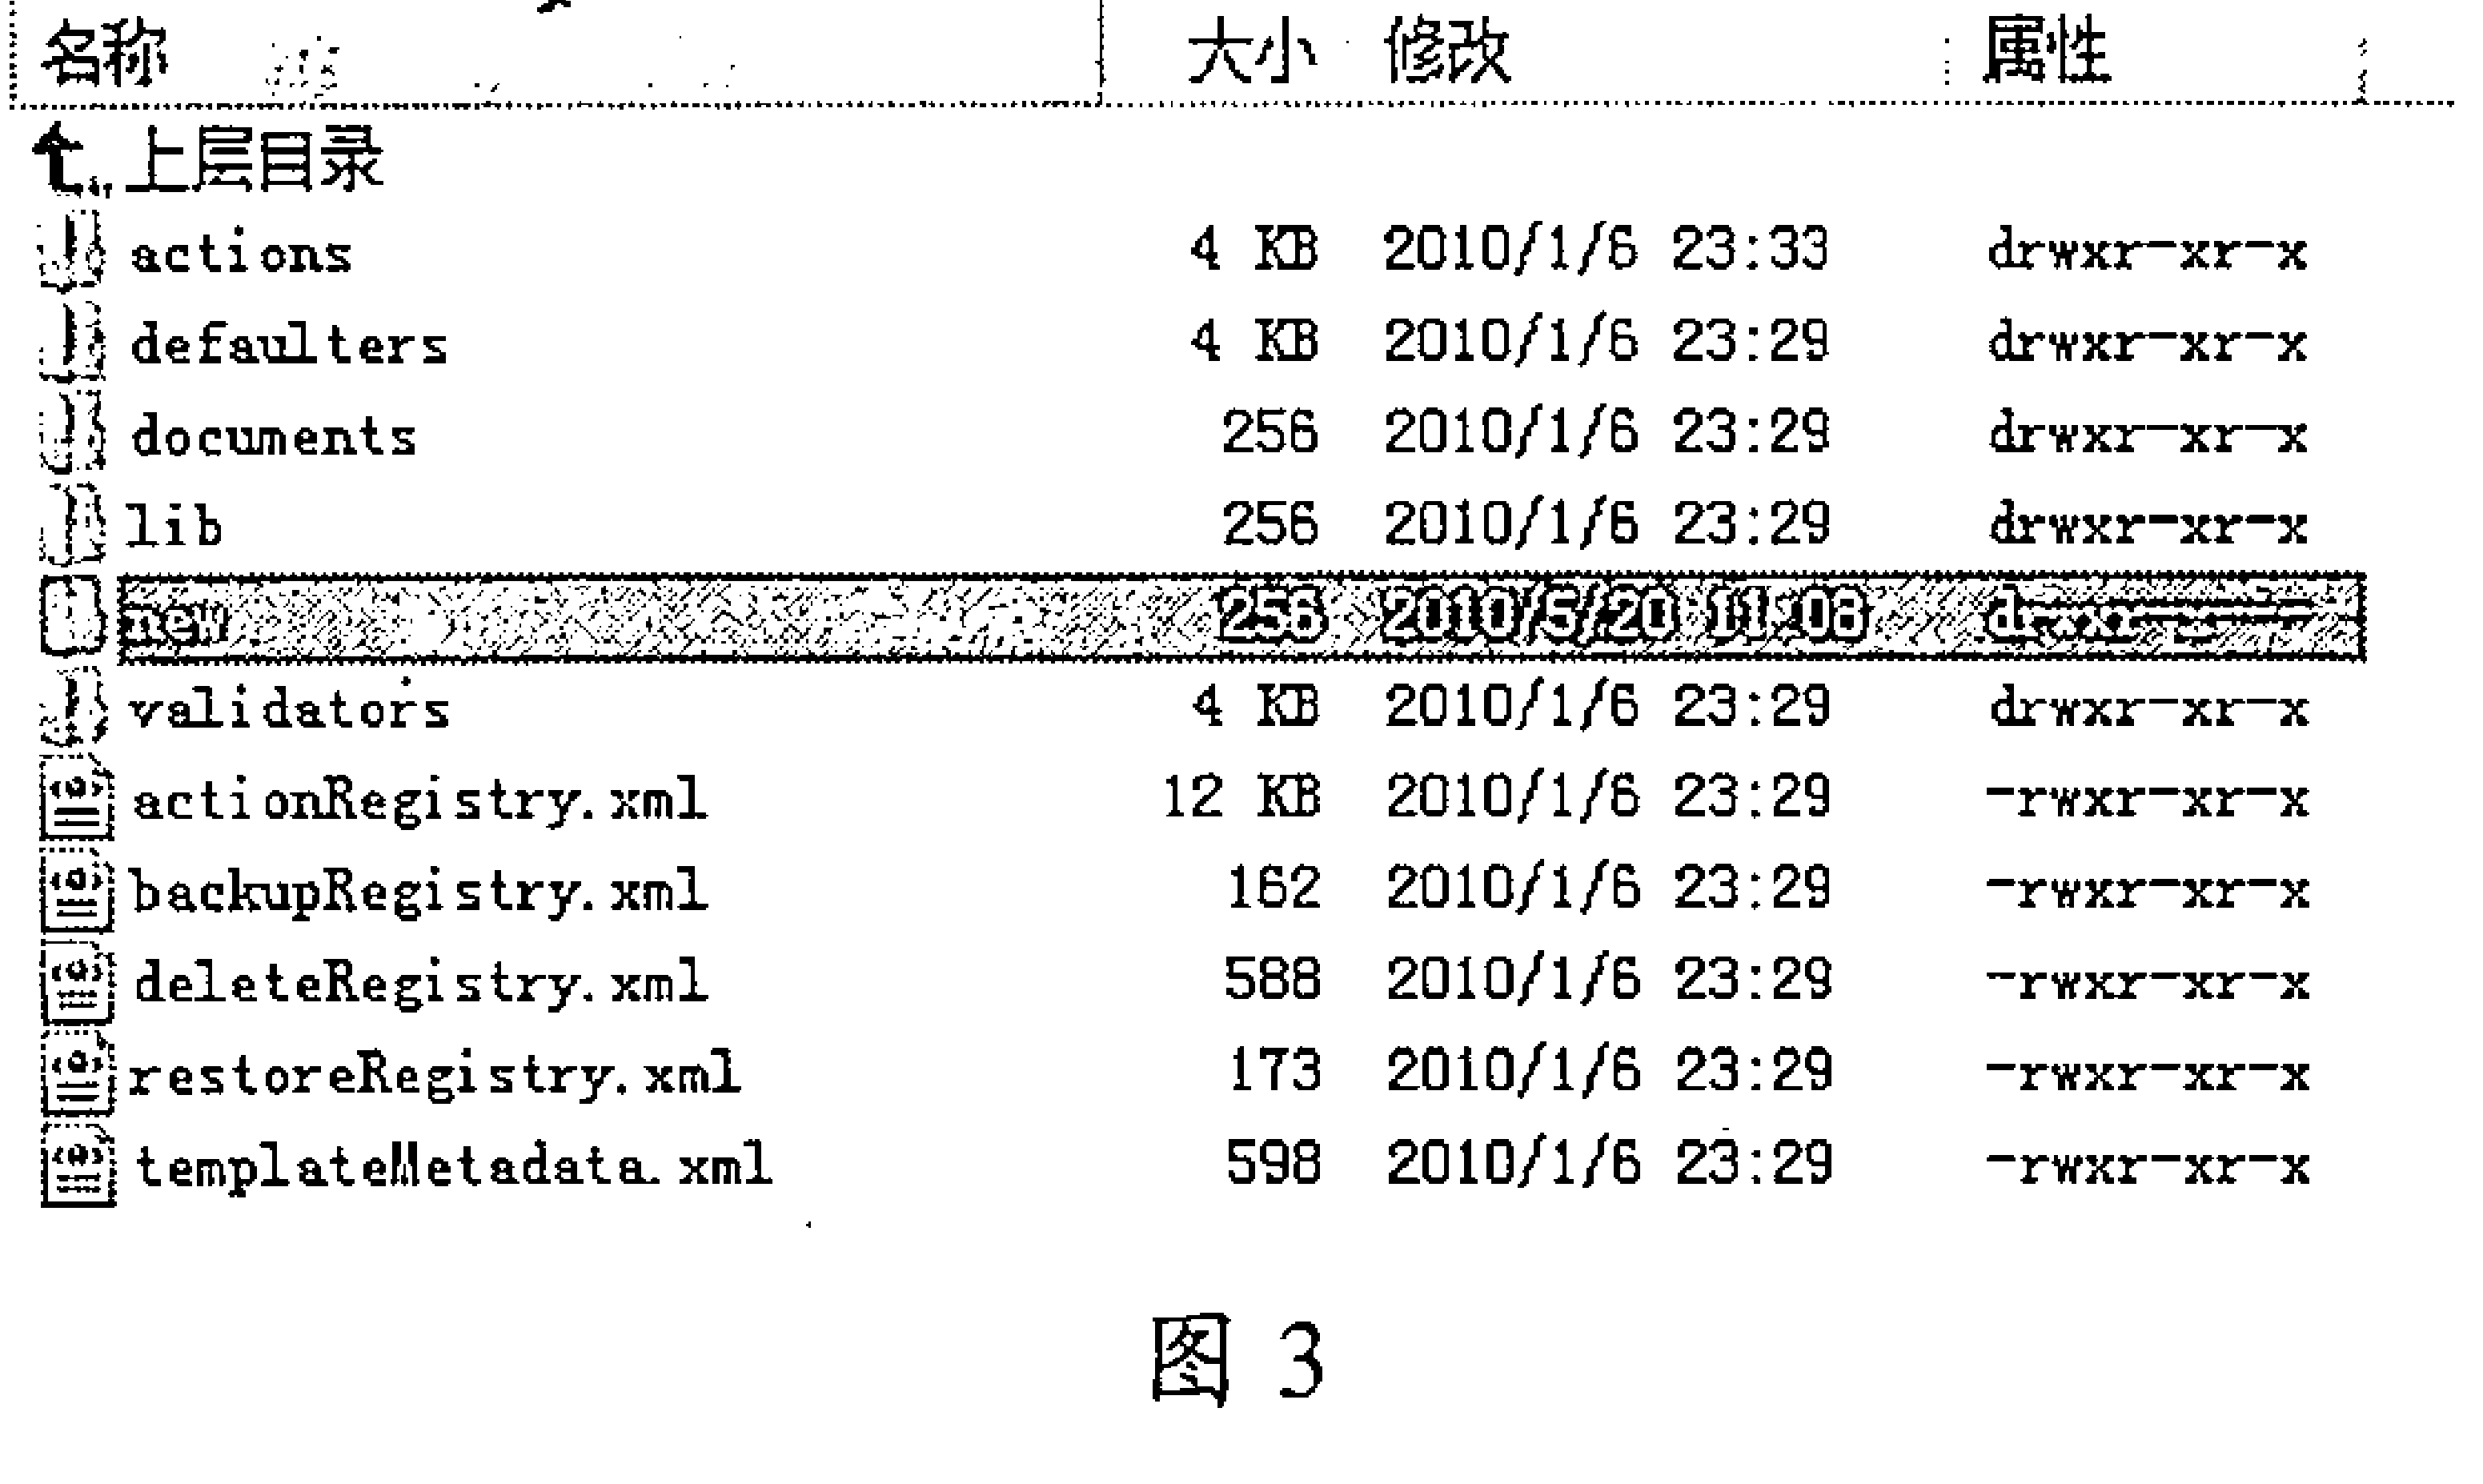 名称 大小 修改 属性
上层目录
actions 4 KB 2010/1/6 23:33 drwxr-xr-x
defaulters 4 KB 2010/1/6 23:29 drwxr-xr-x
documents 256 2010/1/6 23:29 drwxr-xr-x
lib 256 2010/1/6 23:29 drwxr-xr-x
new 256 2010/5/20 11:08
validators 4 KB 2010/1/6 23:29 drwxr-xr-x
actionRegistry.xml 12 KB 2010/1/6 23:29 -rwxr-xr-x
backupRegistry.xml 162 2010/1/6 23:29 -rwxr-xr-x
deleteRegistry.xml 588 2010/1/6 23:29 -rwxr-xr-x
restoreRegistry.xml 173 2010/1/6 23:29 -rwxr-xr-x
templateMetadata.xml 598 2010/1/6 23:29 -rwxr-xr-x
图 3